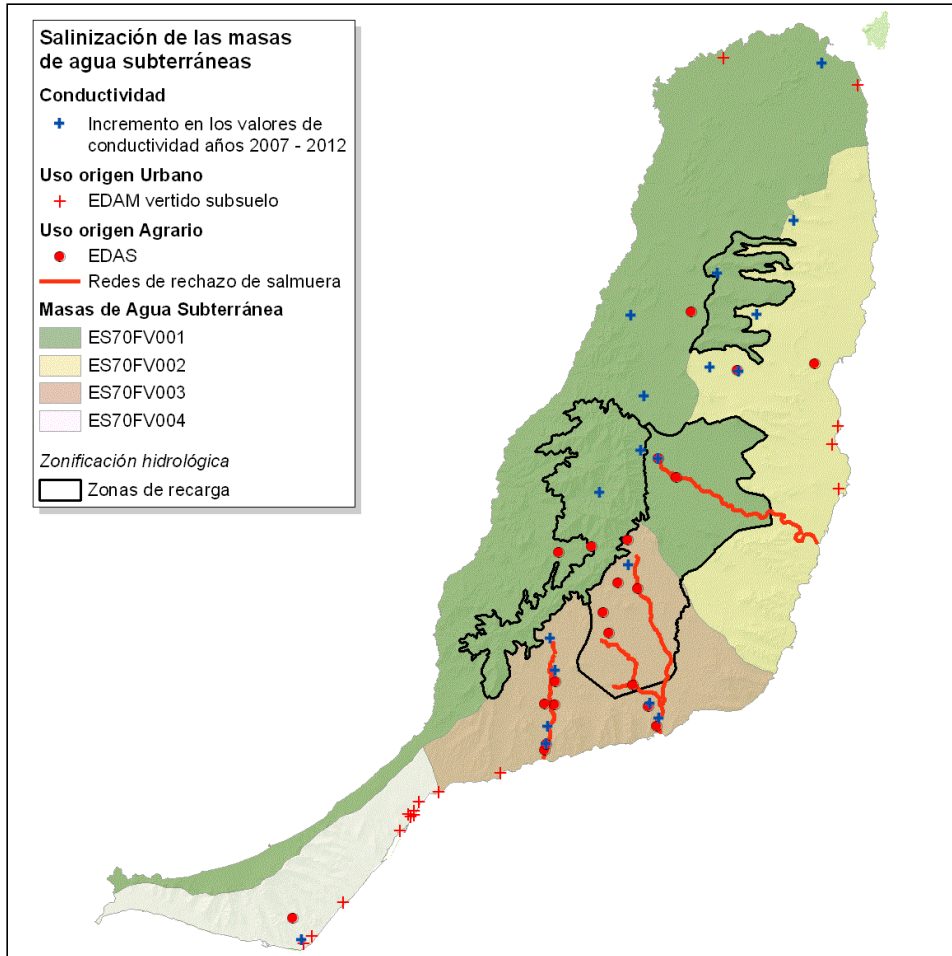 Salinización de las masas
de agua subterráneas
Conductividad
Incremento en los valores de
conductividad años 2007 - 2012
Uso origen Urbano
EDAM vertido subsuelo
Uso origen Agrario
EDAS
Redes de rechazo de salmuera
Masas de Agua Subterránea
ES70FV001
ES70FV002
ES70FV003
ES70FV004
Zonificación hidrológica
Zonas de recarga